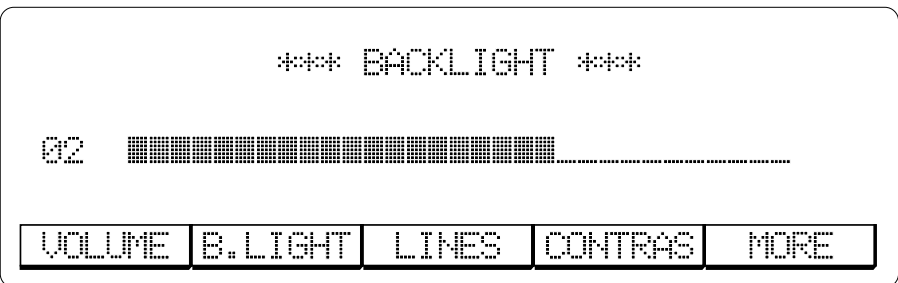 *** BACKLIGHT ***
02
VOLUME B.LIGHT LINES CONTRAS MORE